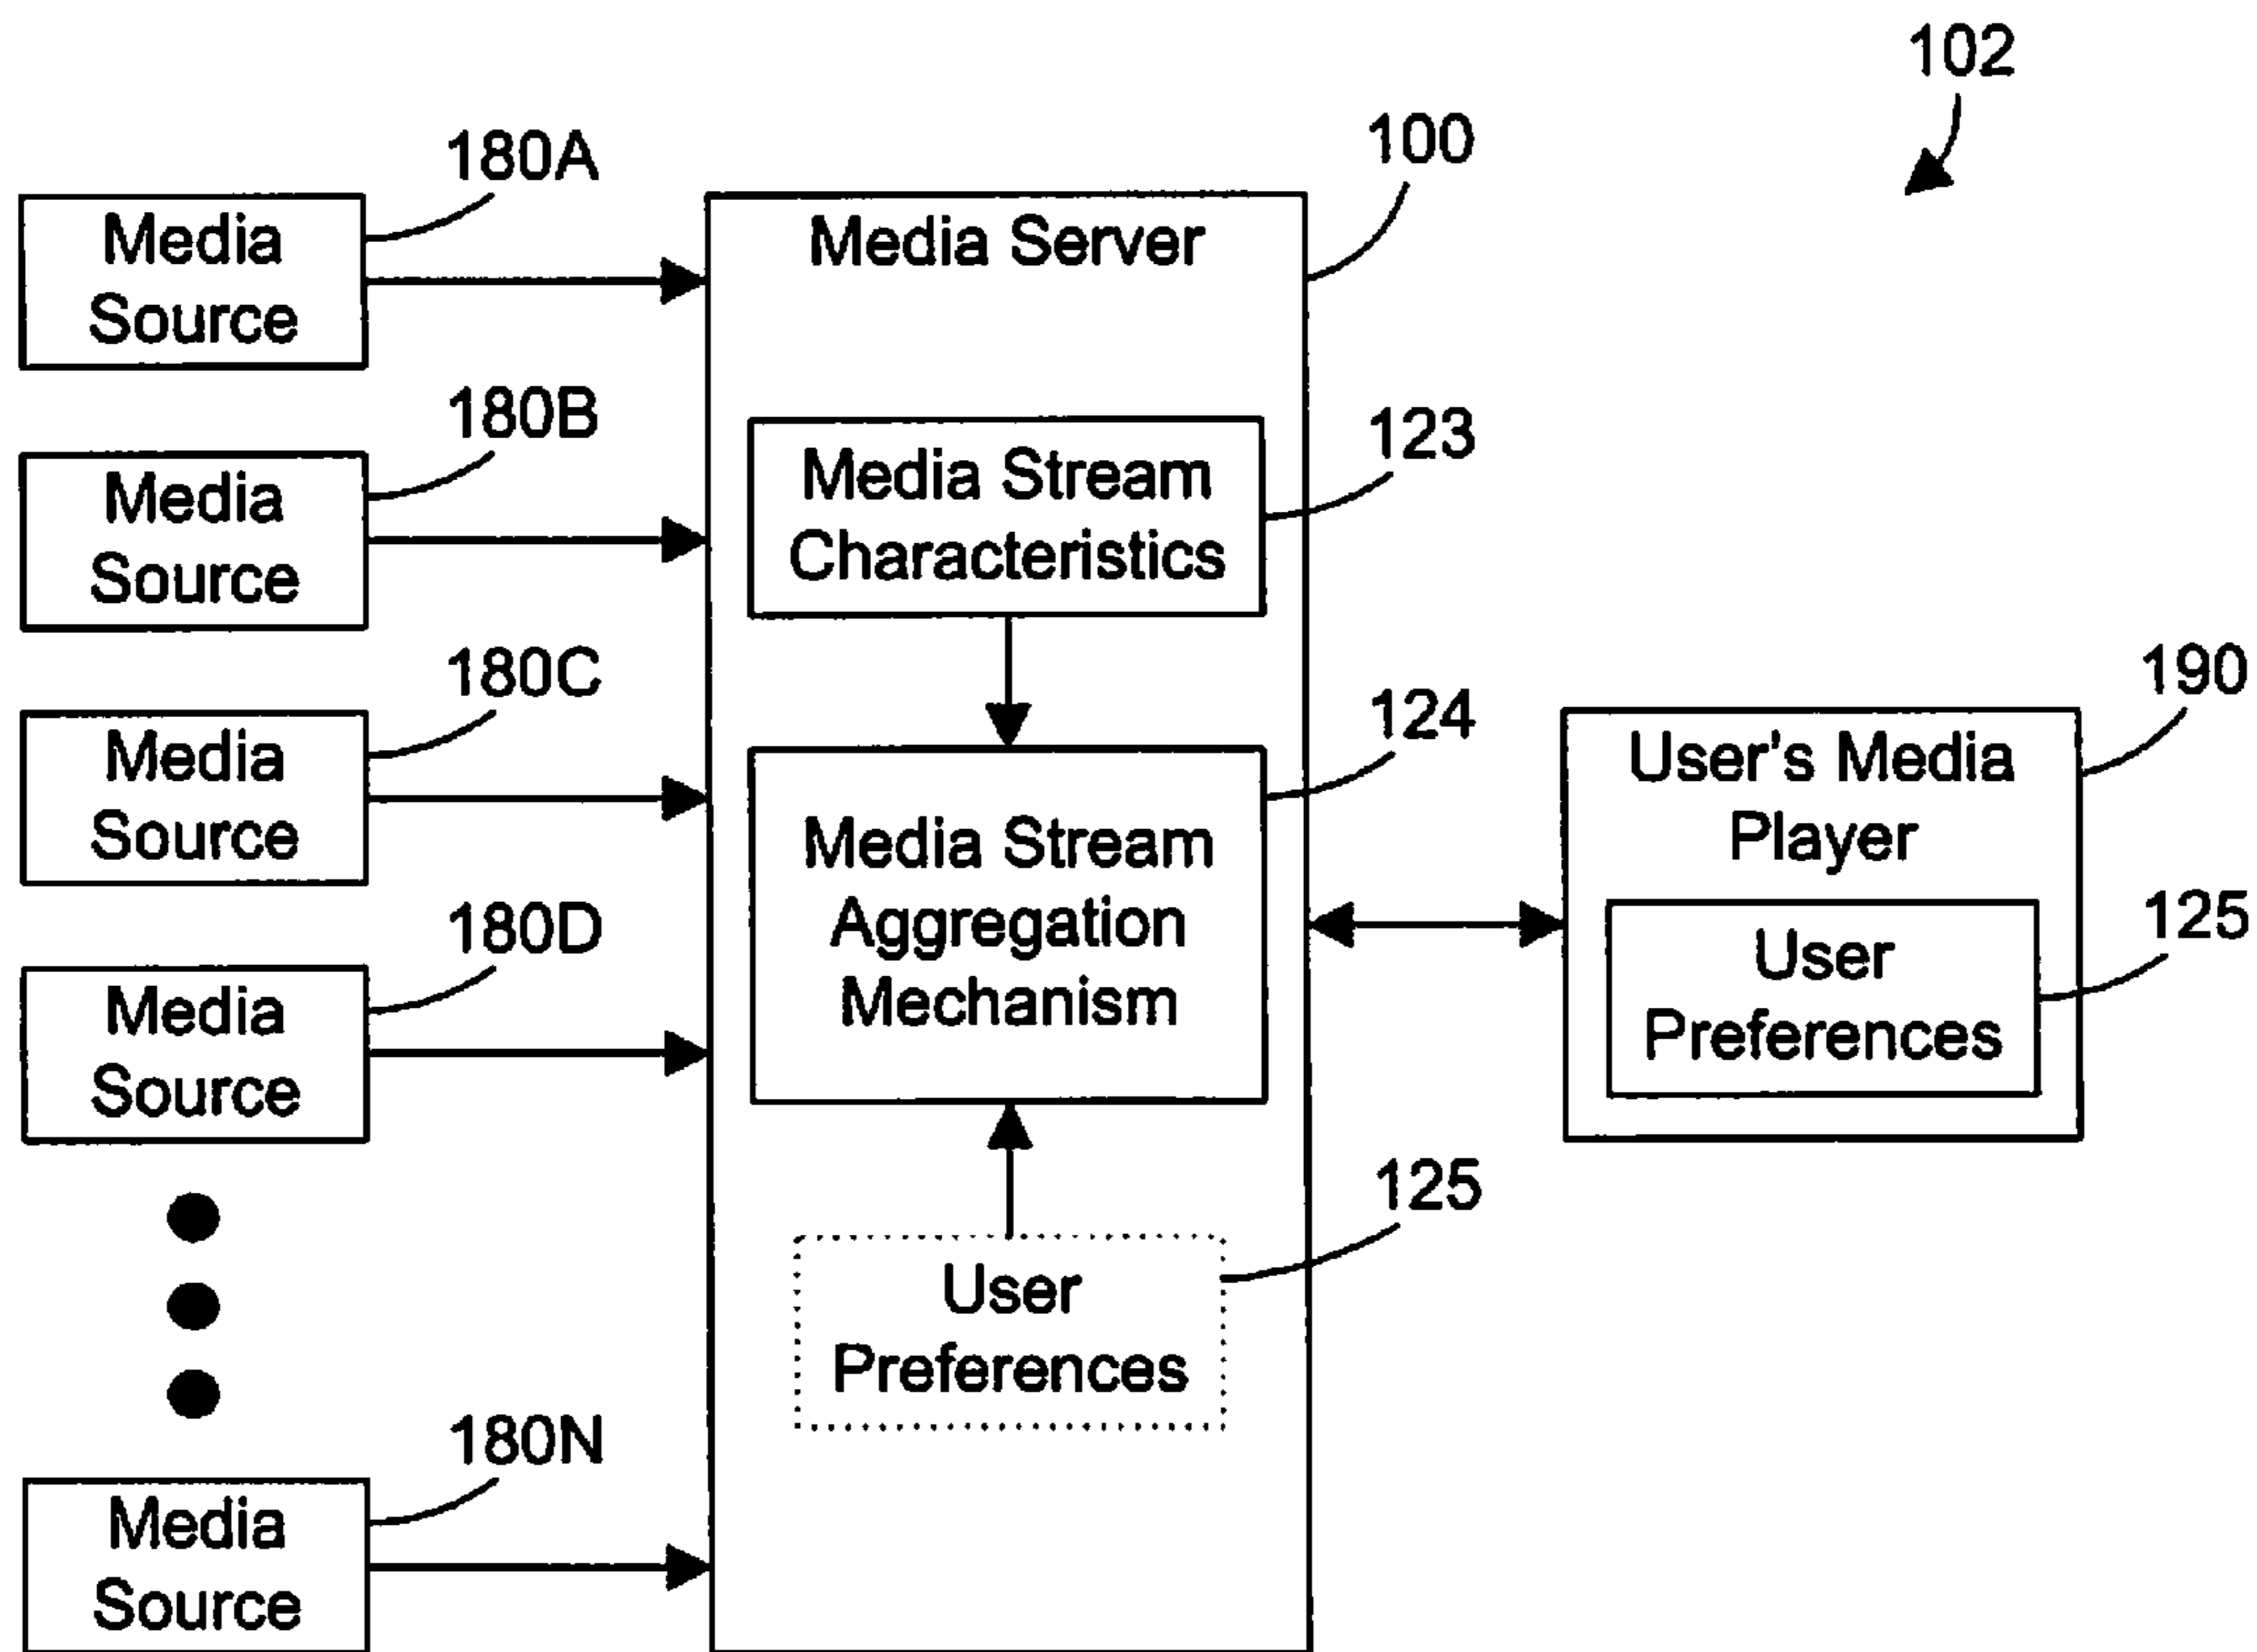 102
180A
100
Media
Source
Media Server
180B
123
Media
Source
Media Stream
Characteristics
180C
124
190
Media
Source
Media Stream
Aggregation
Mechanism
User's Media
Player
180D
125
User
Preferences
Media
Source
125
User
Preferences
180N
Media
Source